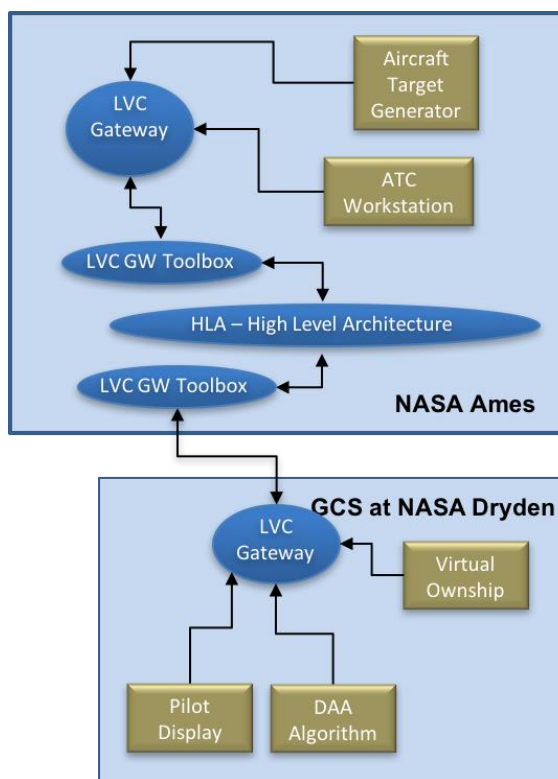 Aircraft
Target
Generator
LVC
Gateway
ATC
Workstation
LVC GW Toolbox
HLA – High Level Architecture
LVC GW Toolbox
NASA Ames
GCS at NASA Dryden
LVC
Gateway
Virtual
Ownship
Pilot
Display
DAA
Algorithm